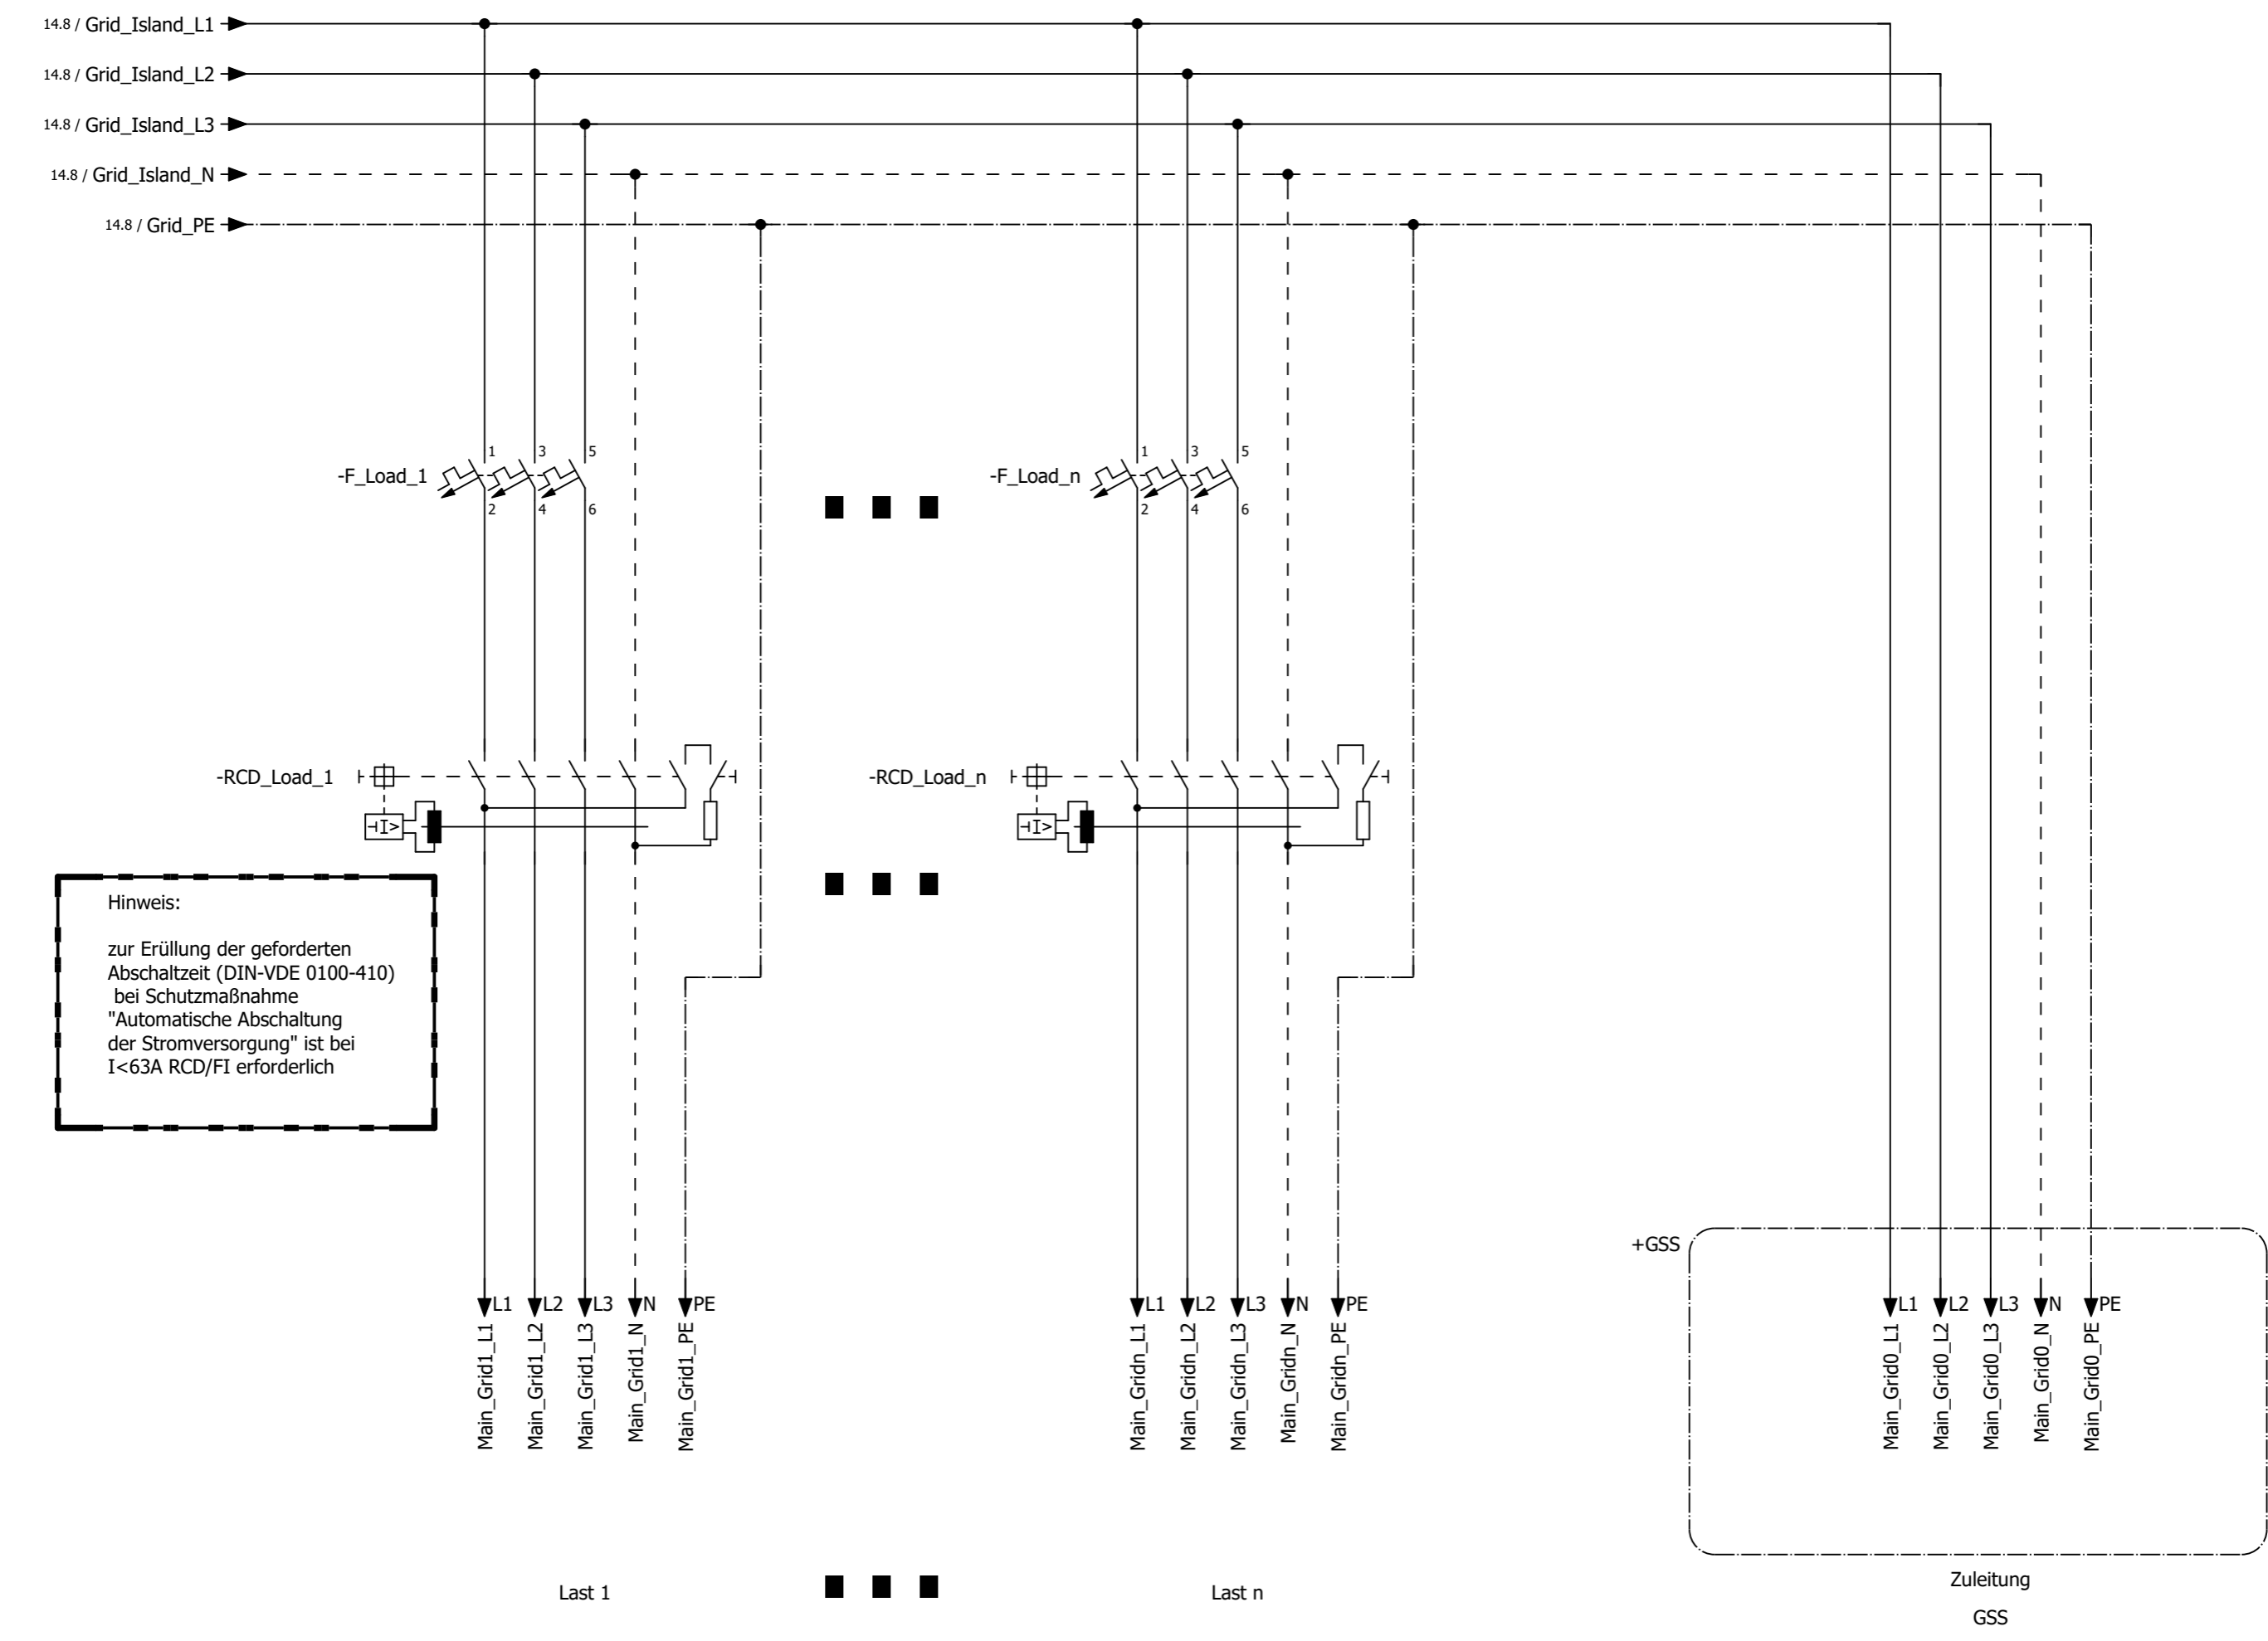 14.8 / Grid_Island_L1
14.8 / Grid_Island_L2
14.8 / Grid_Island_L3
14.8 / Grid_Island_N
14.8 / Grid_PE
-F_Load_1
1
3
5
2
4
6
-F_Load_n
1
3
5
2
4
6
-RCD_Load_1
I>
-RCD_Load_n
I>
Hinweis:
zur Erüllung der geforderten
Abschaltzeit (DIN-VDE 0100-410)
bei Schutzmaßnahme
"Automatische Abschaltung
der Stromversorgung" ist bei
I<63A RCD/FI erforderlich
+GSS
L1
L2
L3
N
PE
L1
L2
L3
N
PE
L1
L2
L3
N
PE
Main_Grid1_L1
Main_Grid1_L2
Main_Grid1_L3
Main_Grid1_N
Main_Grid1_PE
Main_Gridn_L1
Main_Gridn_L2
Main_Gridn_L3
Main_Gridn_N
Main_Gridn_PE
Main_Grid0_L1
Main_Grid0_L2
Main_Grid0_L3
Main_Grid0_N
Main_Grid0_PE
Last 1
Last n
Zuleitung
GSS